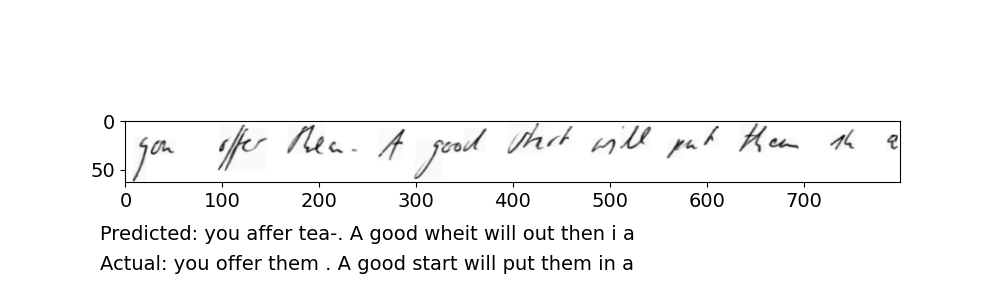 0
50
you offer them. A good start will put them in a
0 100 200 300 400 500 600 700
Predicted: you affer tea-. A good wheit will out then i a
Actual: you offer them . A good start will put them in a